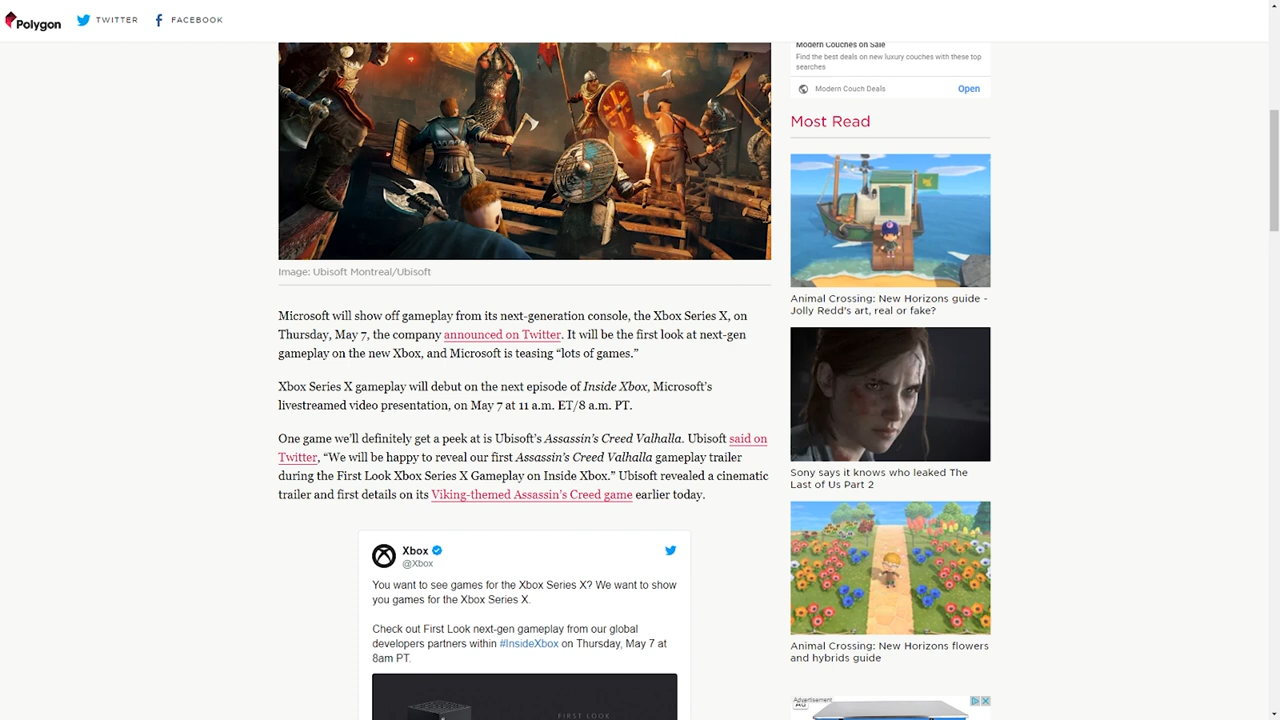 Polygon
TWITTER
FACEBOOK
Image: Ubisoft Montreal/Ubisoft
Microsoft will show off gameplay from its next-generation console, the Xbox Series X, on
Thursday, May 7, the company announced on Twitter. It will be the first look at next-gen
gameplay on the new Xbox, and Microsoft is teasing “lots of games.”
Xbox Series X gameplay will debut on the next episode of Inside Xbox, Microsoft’s
livestreamed video presentation, on May 7 at 11 a.m. ET/8 a.m. PT.
One game we’ll definitely get a peek at is Ubisoft’s Assassin’s Creed Valhalla. Ubisoft said on
Twitter, “We will be happy to reveal our first Assassin’s Creed Valhalla gameplay trailer
during the First Look Xbox Series X Gameplay on Inside Xbox.” Ubisoft revealed a cinematic
trailer and first details on its Viking-themed Assassin’s Creed game earlier today.
Xbox
@Xbox
You want to see games for the Xbox Series X? We want to show
you games for the Xbox Series X.
Check out First Look next-gen gameplay from our global
developers partners within #InsideXbox on Thursday, May 7 at
8am PT.
FIRST LOOK
Modern Couches on Sale
Find the best deals on new luxury couches with these top
searches
Modern Couch Deals
Open
Most Read
Animal Crossing: New Horizons guide -
Jolly Redd's art, real or fake?
Sony says it knows who leaked The
Last of Us Part 2
Animal Crossing: New Horizons flowers
and hybrids guide
Advertisement
Ad